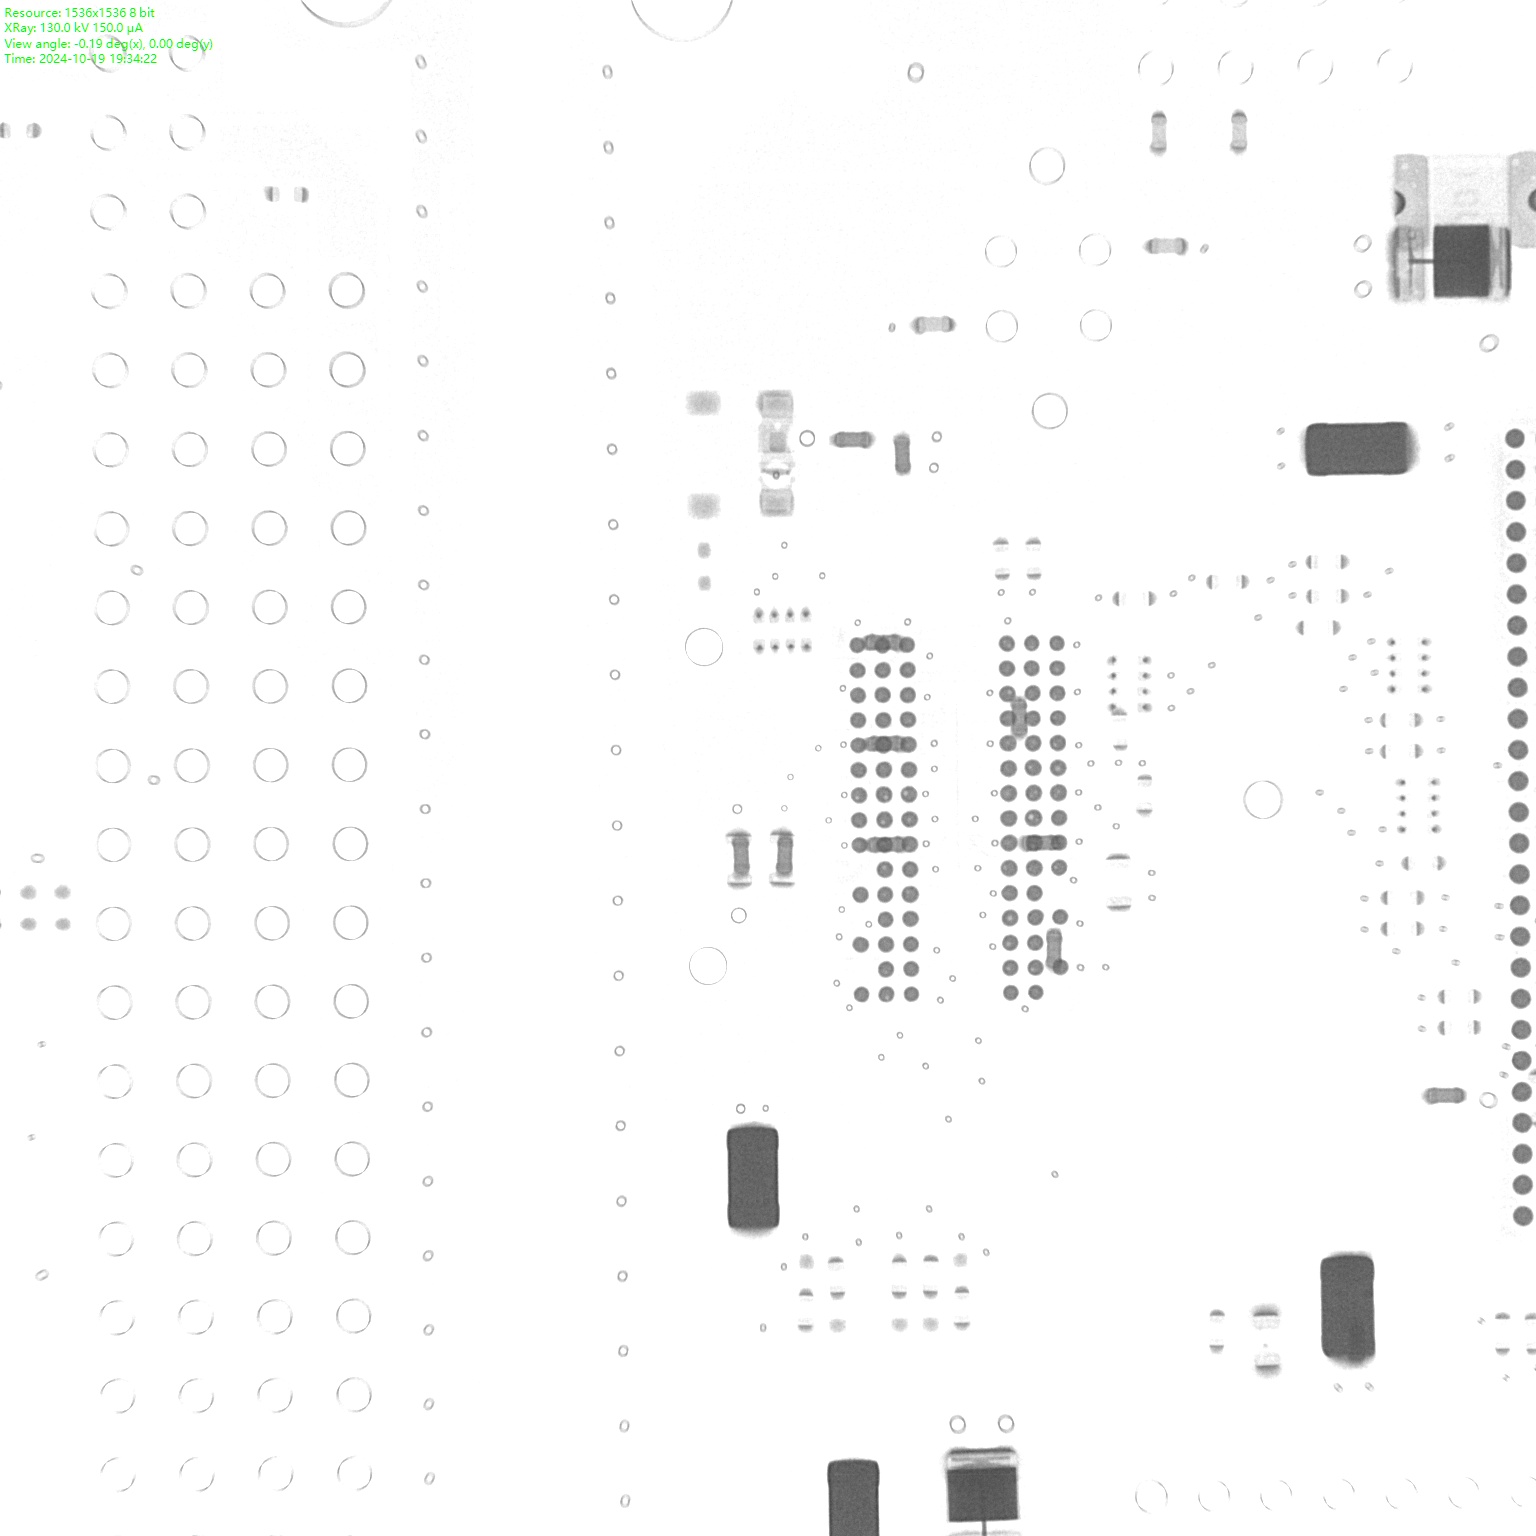 Resource: 1536x1536 8 bit
XRay: 130.0 kV 150.0 µA
View angle: -0.19 deg(x), 0.00 deg(y)
Time: 2024-10-19 19:34:22